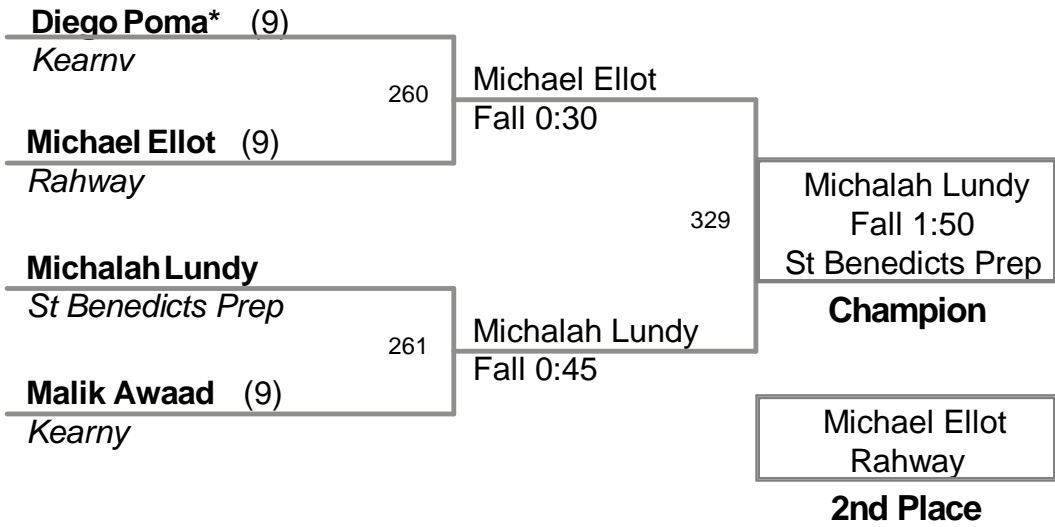 Diego Poma* (9)
Kearnv
260
Michael Ellot
Fall 0:30
Michael Ellot (9)
Rahway
329
Michalah Lundy
Fall 1:50
St Benedicts Prep
Champion
Michalah Lundy
St Benedicts Prep
261
Michalah Lundy
Fall 0:45
Malik Awaad (9)
Kearny
Michael Ellot
Rahway
2nd Place